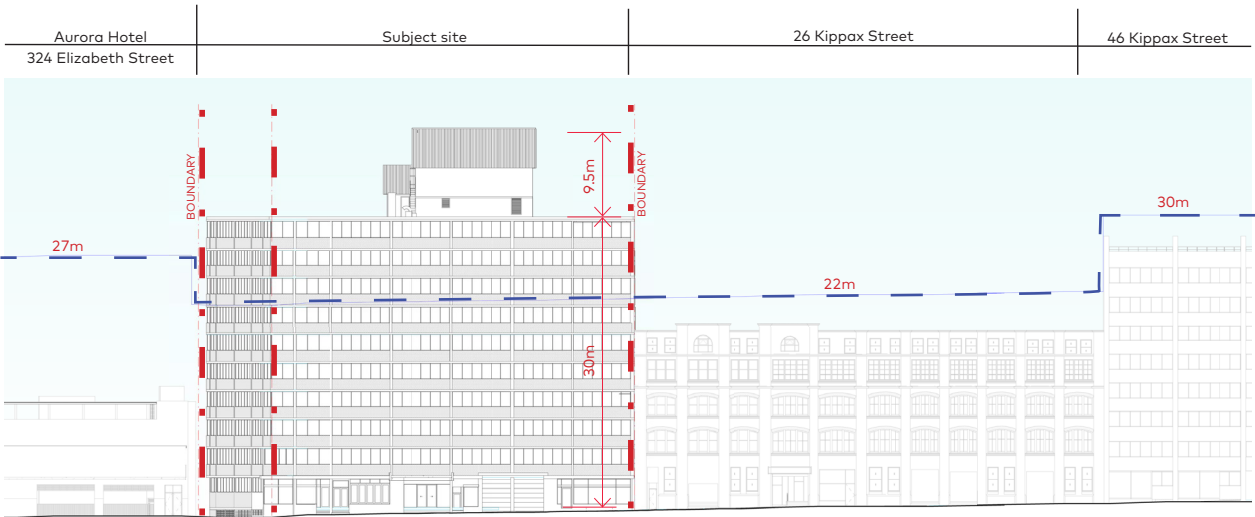 Aurora Hotel
324 Elizabeth Street
Subject site
26 Kippax Street
46 Kippax Street
BOUNDARY
9.5m
BOUNDARY
30m
27m
22m
30m